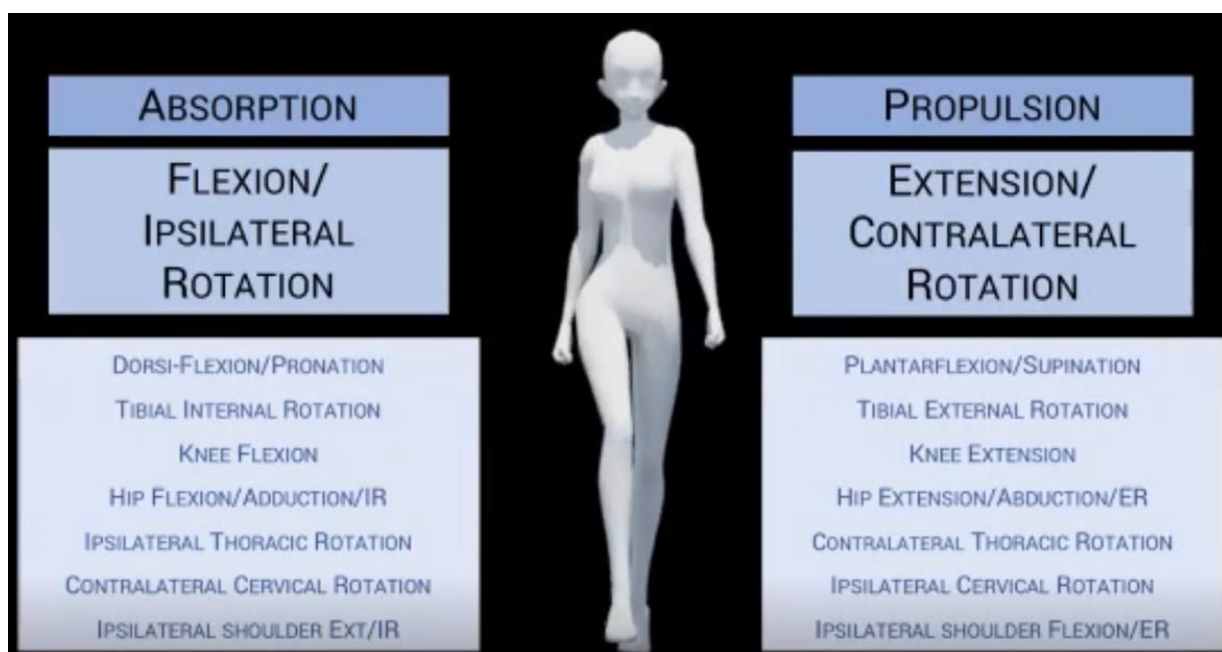 ABSORPTION
FLEXION/
IPSILATERAL
ROTATION
DORSI-FLEXION/PRONATION
TIBIAL INTERNAL ROTATION
KNEE FLEXION
HIP FLEXION/ADDUCTION/IR
IPSILATERAL THORACIC ROTATION
CONTRALATERAL CERVICAL ROTATION
IPSILATERAL SHOULDER EXT/IR
PROPULSION
EXTENSION/
CONTRALATERAL
ROTATION
PLANTARFLEXION/SUPINATION
TIBIAL EXTERNAL ROTATION
KNEE EXTENSION
HIP EXTENSION/ABDUCTION/ER
CONTRALATERAL THORACIC ROTATION
IPSILATERAL CERVICAL ROTATION
IPSILATERAL SHOULDER FLEXION/ER